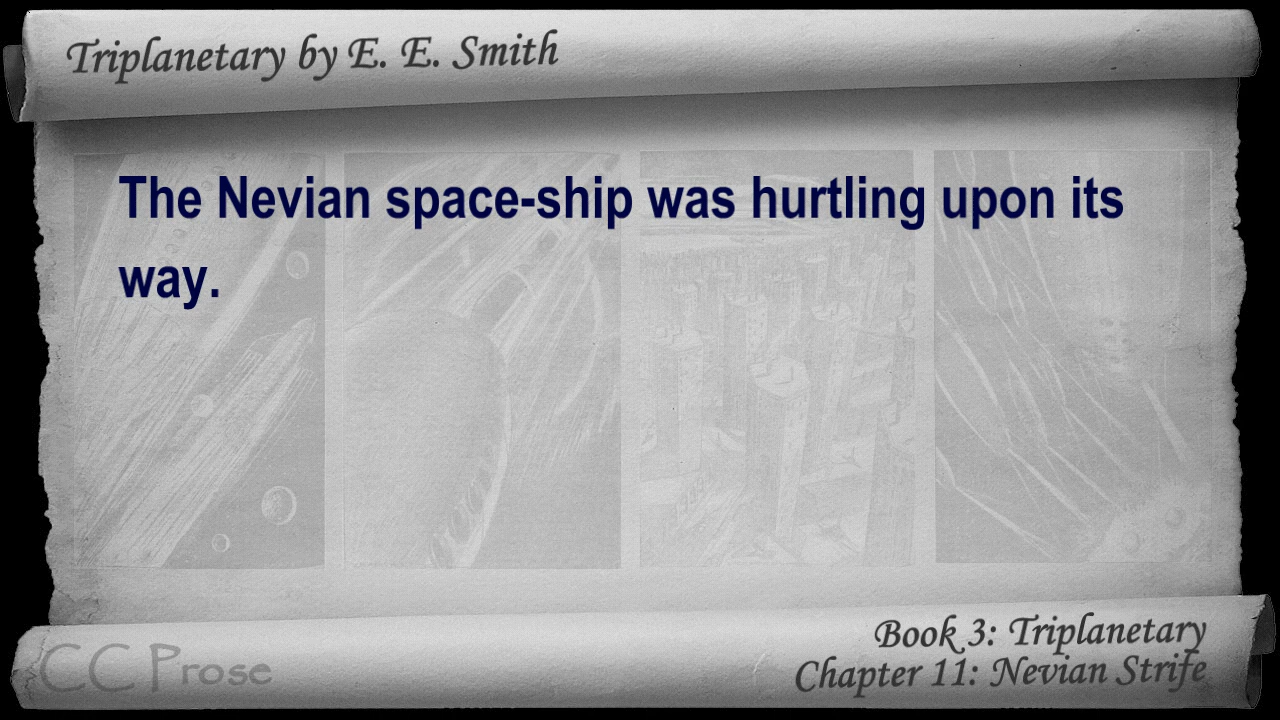 Triplanetary by E. E. Smith
The Nevian space-ship was hurtling upon its
way.
Book 3: Triplanetary
Chapter 11: Nevian Strife
CC Prose